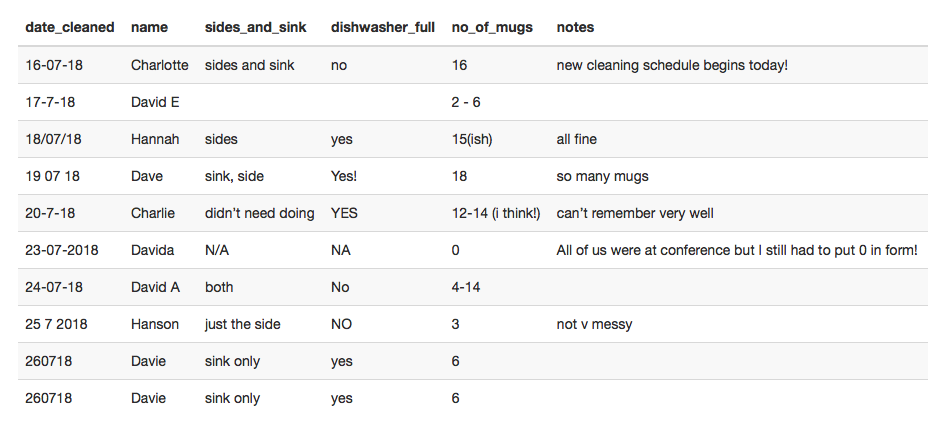 date_cleaned name sides_and_sink dishwasher_full no_of_mugs notes
16-07-18 Charlotte sides and sink no 16 new cleaning schedule begins today!
17-7-18 David E 2 - 6
18/07/18 Hannah sides yes 15(ish) all fine
19 07 18 Dave sink, side Yes! 18 so many mugs
20-7-18 Charlie didn’t need doing YES 12-14 (i think!) can’t remember very well
23-07-2018 Davida N/A NA 0 All of us were at conference but I still had to put 0 in form!
24-07-18 David A both No 4-14
25 7 2018 Hanson just the side NO 3 not v messy
260718 Davie sink only yes 6
260718 Davie sink only yes 6